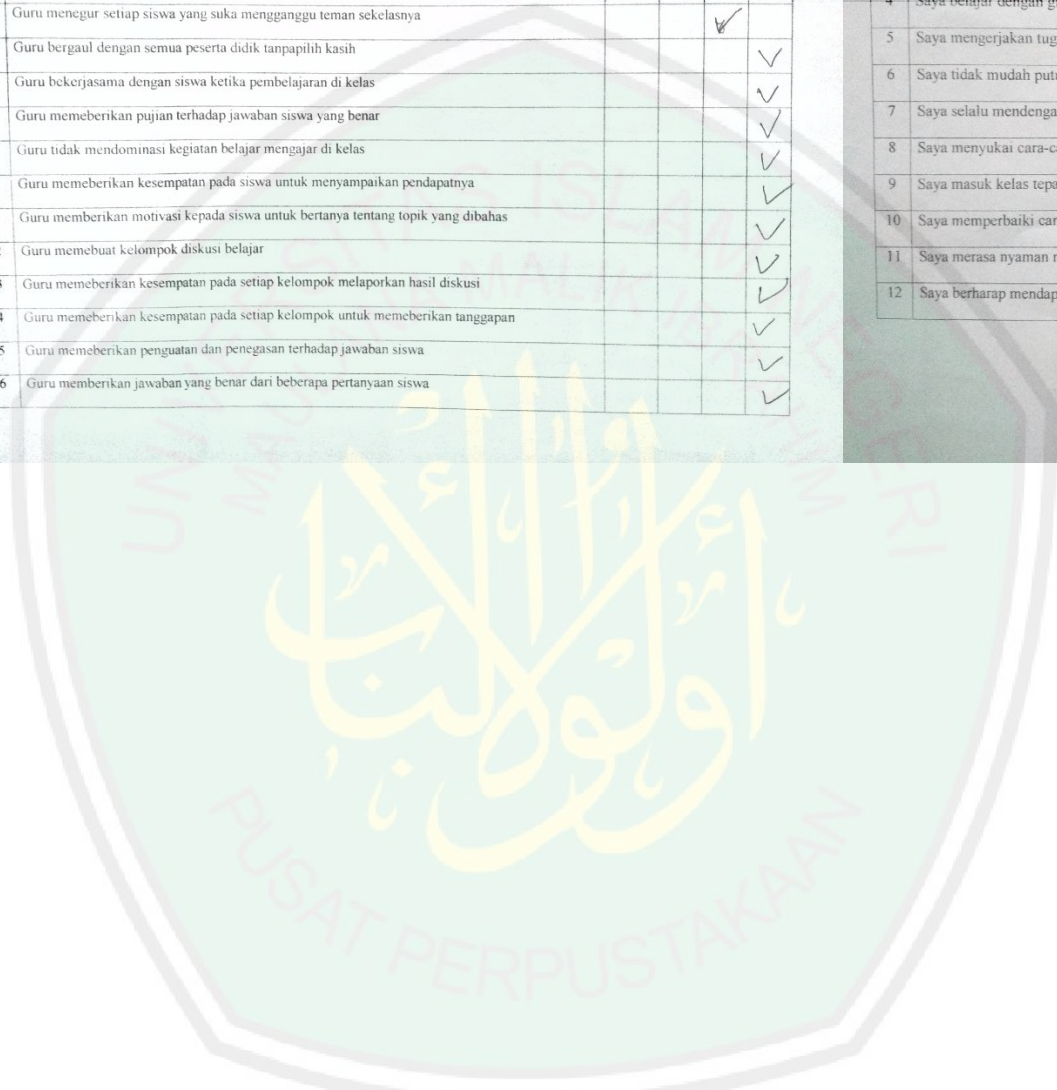 Guru menegur setiap siswa yang suka mengganggu teman sekelasnya
Guru bergaul dengan semua peserta didik tanpapilih kasih
Guru bekerjasama dengan siswa ketika pembelajaran di kelas
Guru memeberikan pujian terhadap jawaban siswa yang benar
Guru tidak mendominasi kegiatan belajar mengajar di kelas
Guru memeberikan kesempatan pada siswa untuk menyampaikan pendapatnya
Guru memberikan motivasi kepada siswa untuk bertanya tentang topik yang dibahas
Guru memebuat kelompok diskusi belajar
Guru memeberikan kesempatan pada setiap kelompok melaporkan hasil diskusi
4 Guru memeberikan kesempatan pada setiap kelompok untuk memeberikan tanggapan
5 Guru memeberikan penguatan dan penegasan terhadap jawaban siswa
6 Guru memberikan jawaban yang benar dari beberapa pertanyaan siswa
4 Saya belajar dengan
5 Saya mengerjakan tug
6 Saya tidak mudah put
7 Saya selalu mendenga
8 Saya menyukai cara-c
9 Saya masuk kelas tepa
10 Saya memperbaiki car
11 Saya merasa nyaman
12 Saya berharap mendap
UNIVERSITAS ISLAM NEGERI
MAULANA MALIK IBRAHIM
أولوا الألباب
PUSAT PERPUSTAKAAN